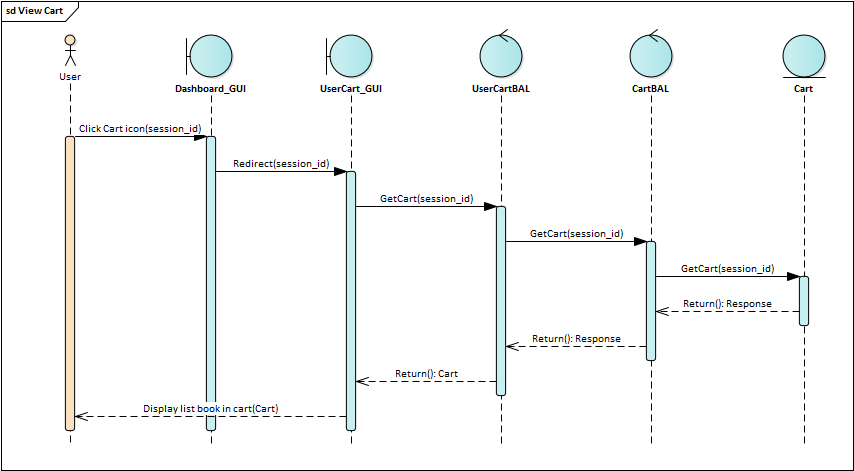 sd View Cart
User
Dashboard_GUI
UserCart_GUI
UserCartBAL
CartBAL
Cart
Click Cart icon(session_id)
Redirect(session_id)
GetCart(session_id)
GetCart(session_id)
GetCart(session_id)
Return(): Response
Return(): Response
Return(): Cart
Display list book in cart(Cart)